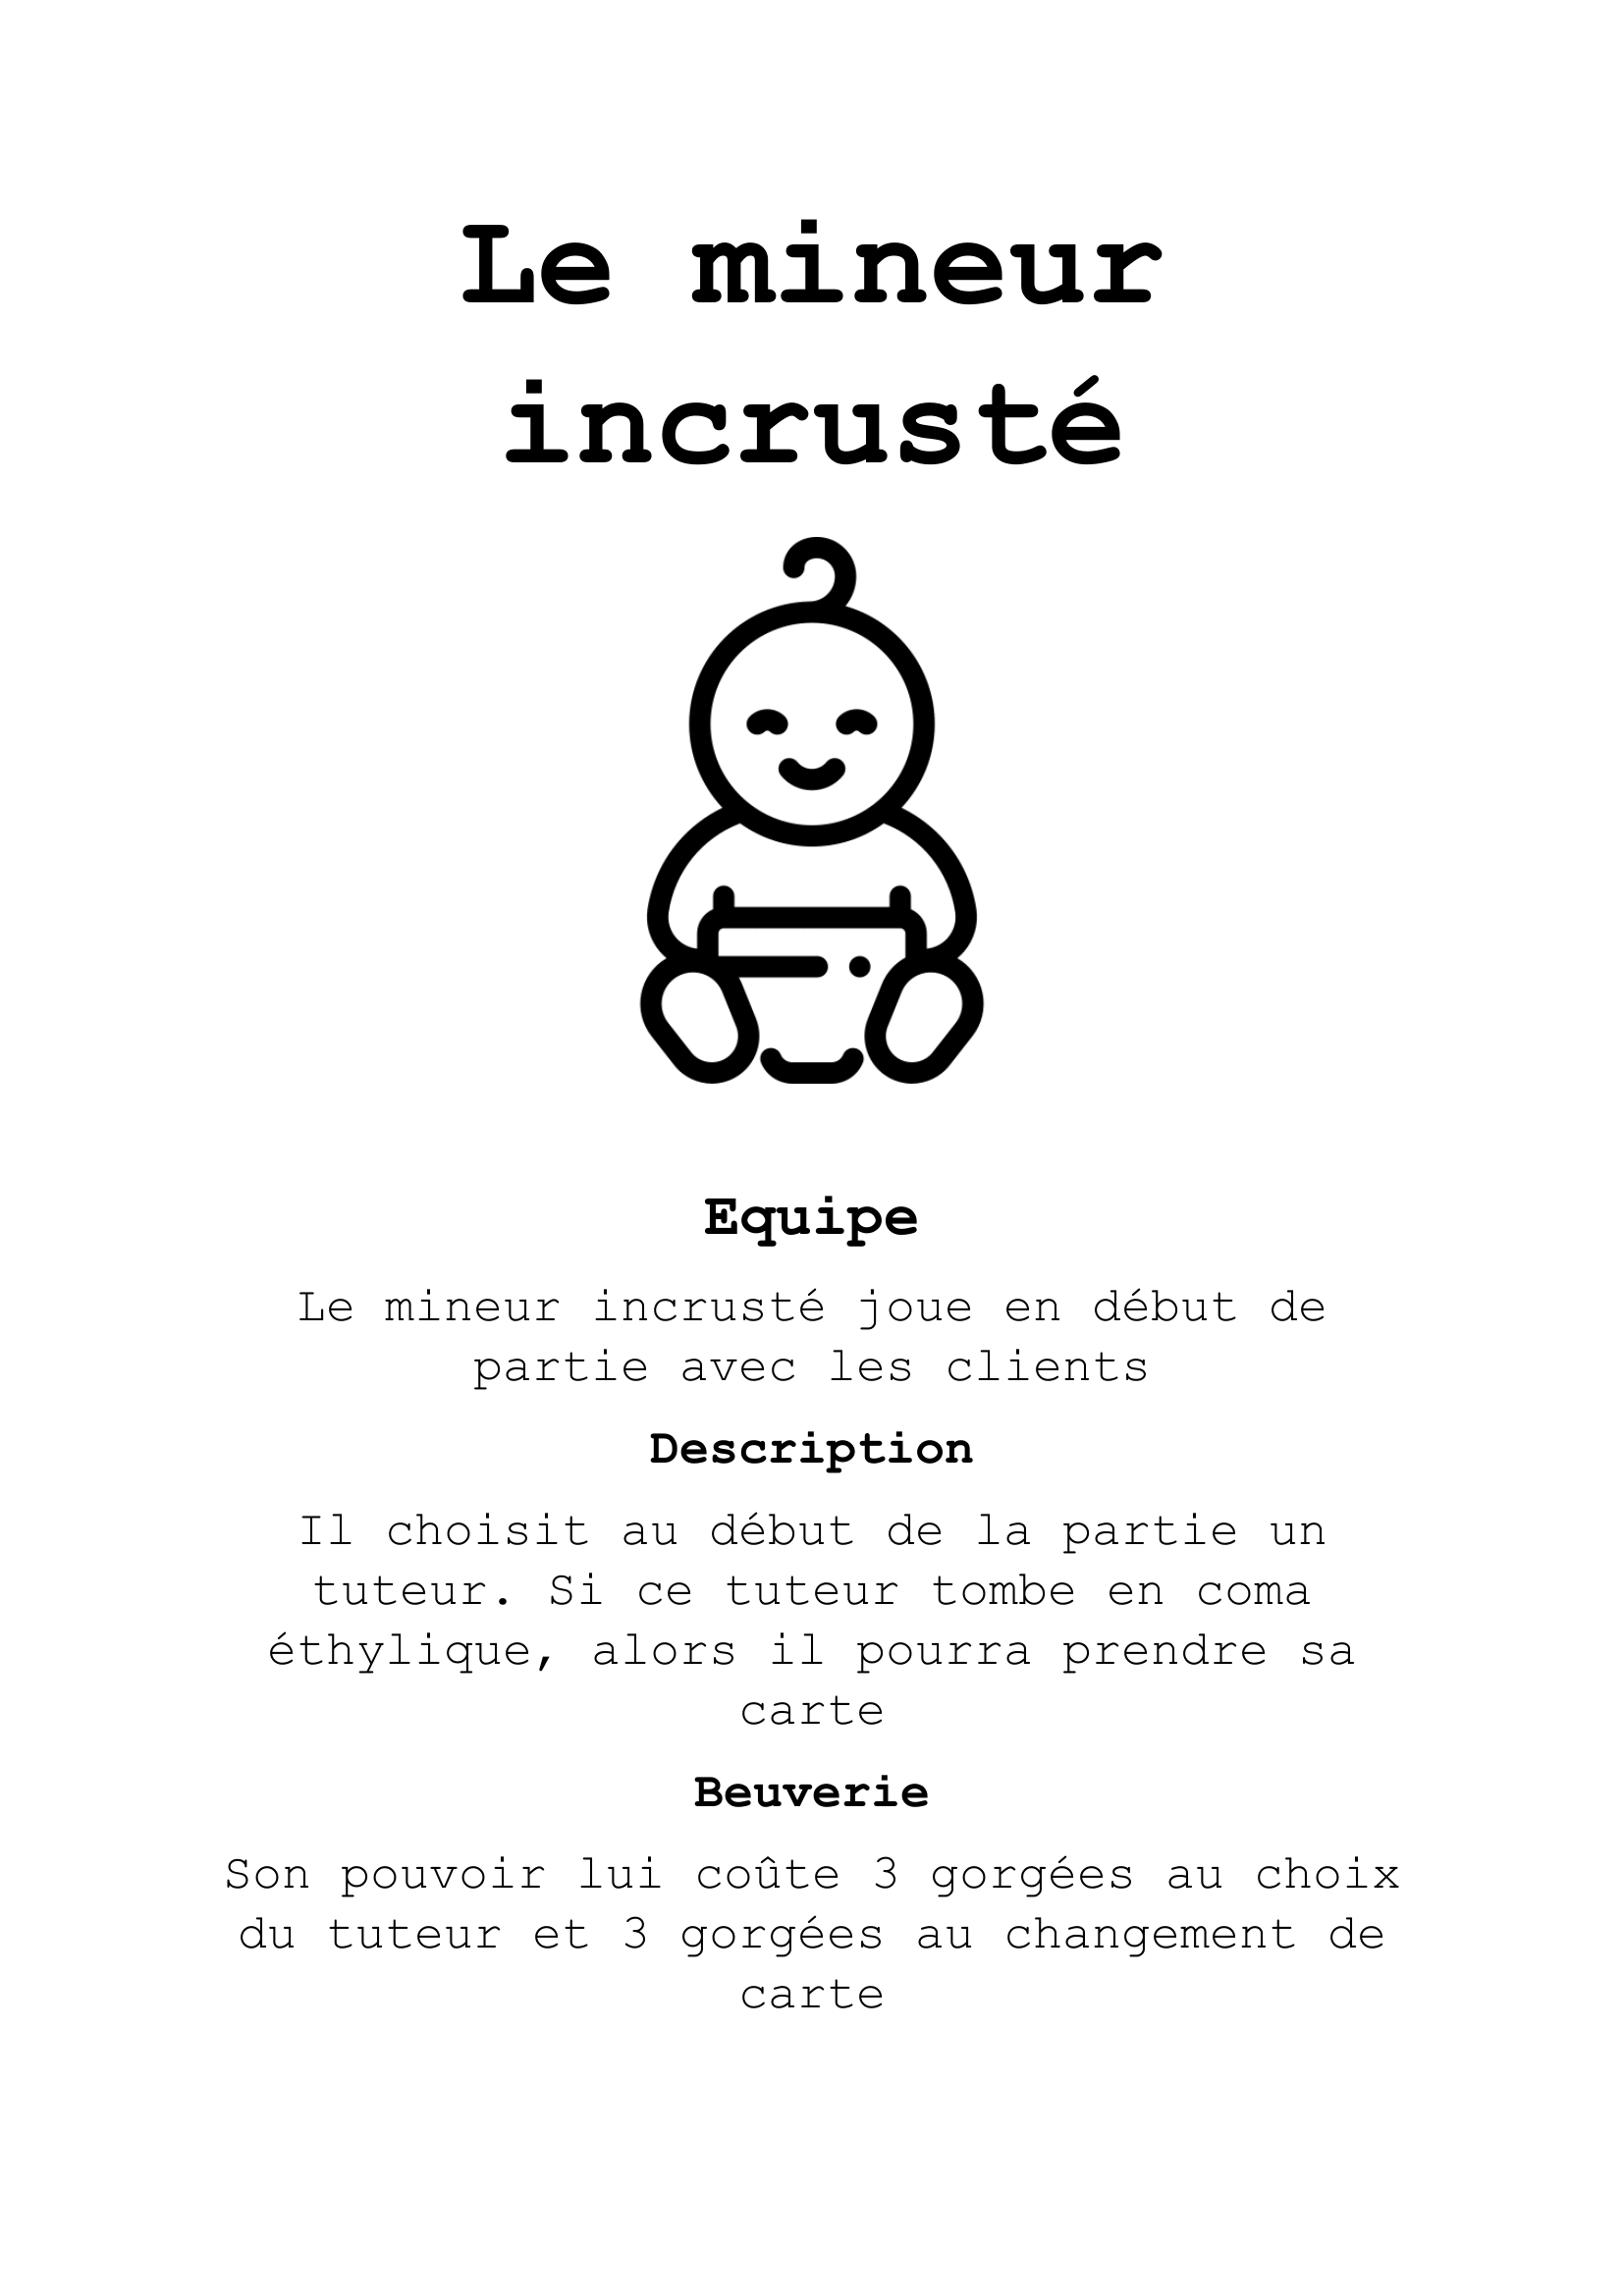 Le mineur
incrusté
Equipe
Le mineur incrusté joue en début de
partie avec les clients
Description
Il choisit au début de la partie un
tuteur. Si ce tuteur tombe en coma
éthylique, alors il pourra prendre sa
carte
Beuverie
Son pouvoir lui coûte 3 gorgées au choix
du tuteur et 3 gorgées au changement de
carte